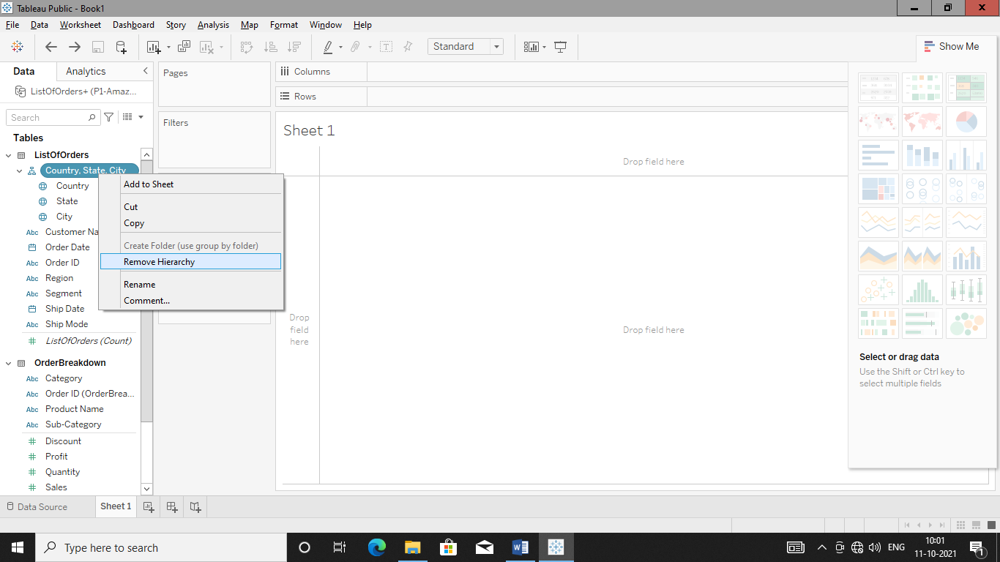 Tableau Public - Book1
File Data Worksheet Dashboard Story Analysis Map Format Window Help
Standard
Show Me
Data Analytics
ListOfOrders+ (P1-Amaz...
Search
Tables
ListOfOrders
Country, State, City
Country
State
City
Abc Customer Na
Order Date
Abc Order ID
Abc Region
Abc Segment
Ship Date
Abc Ship Mode
ListOfOrders (Count)
OrderBreakdown
Abc Category
Abc Order ID (OrderBrea...
Abc Product Name
Abc Sub-Category
Discount
Profit
Quantity
Sales
Add to Sheet
Cut
Copy
Create Folder (use group by folder)
Remove Hierarchy
Rename
Comment...
Pages
Filters
Columns
Rows
Sheet 1
Drop field here
Drop
field
here
Drop field here
Select or drag data
Use the Shift or Ctrl key to
select multiple fields
Data Source Sheet 1
Type here to search
ENG
10:01
11-10-2021
1